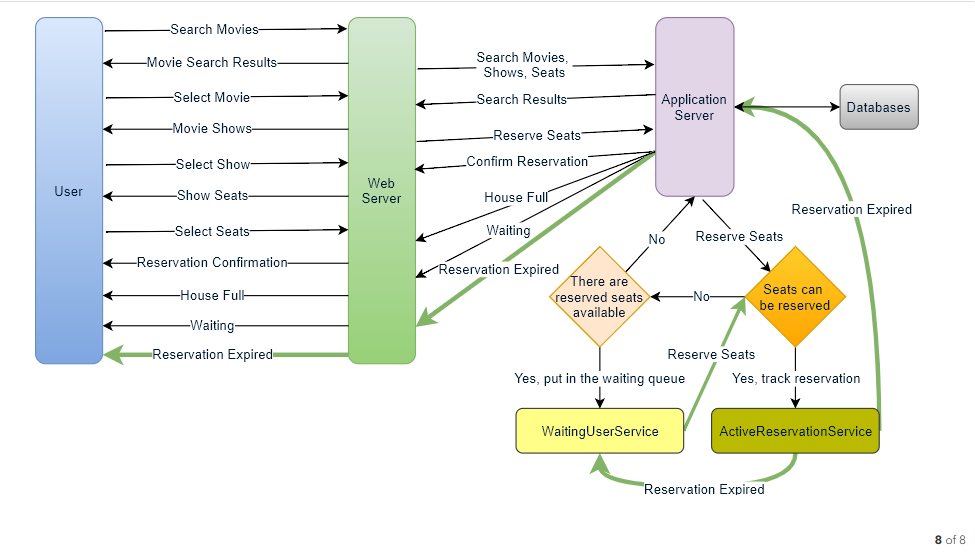 Search Movies
Movie Search Results
Select Movie
Movie Shows
Select Show
Show Seats
Select Seats
Reservation Confirmation
House Full
Waiting
Reservation Expired
User
Web
Server
Search Movies,
Shows, Seats
Search Results
Reserve Seats
Confirm Reservation
House Full
Waiting
Reservation Expired
Application
Server
Databases
Reservation Expired
No
Reserve Seats
There are
reserved seats
available
No
Seats can
be reserved
Reserve Seats
Yes, put in the waiting queue
Yes, track reservation
WaitingUserService
ActiveReservationService
Reservation Expired
8 of 8